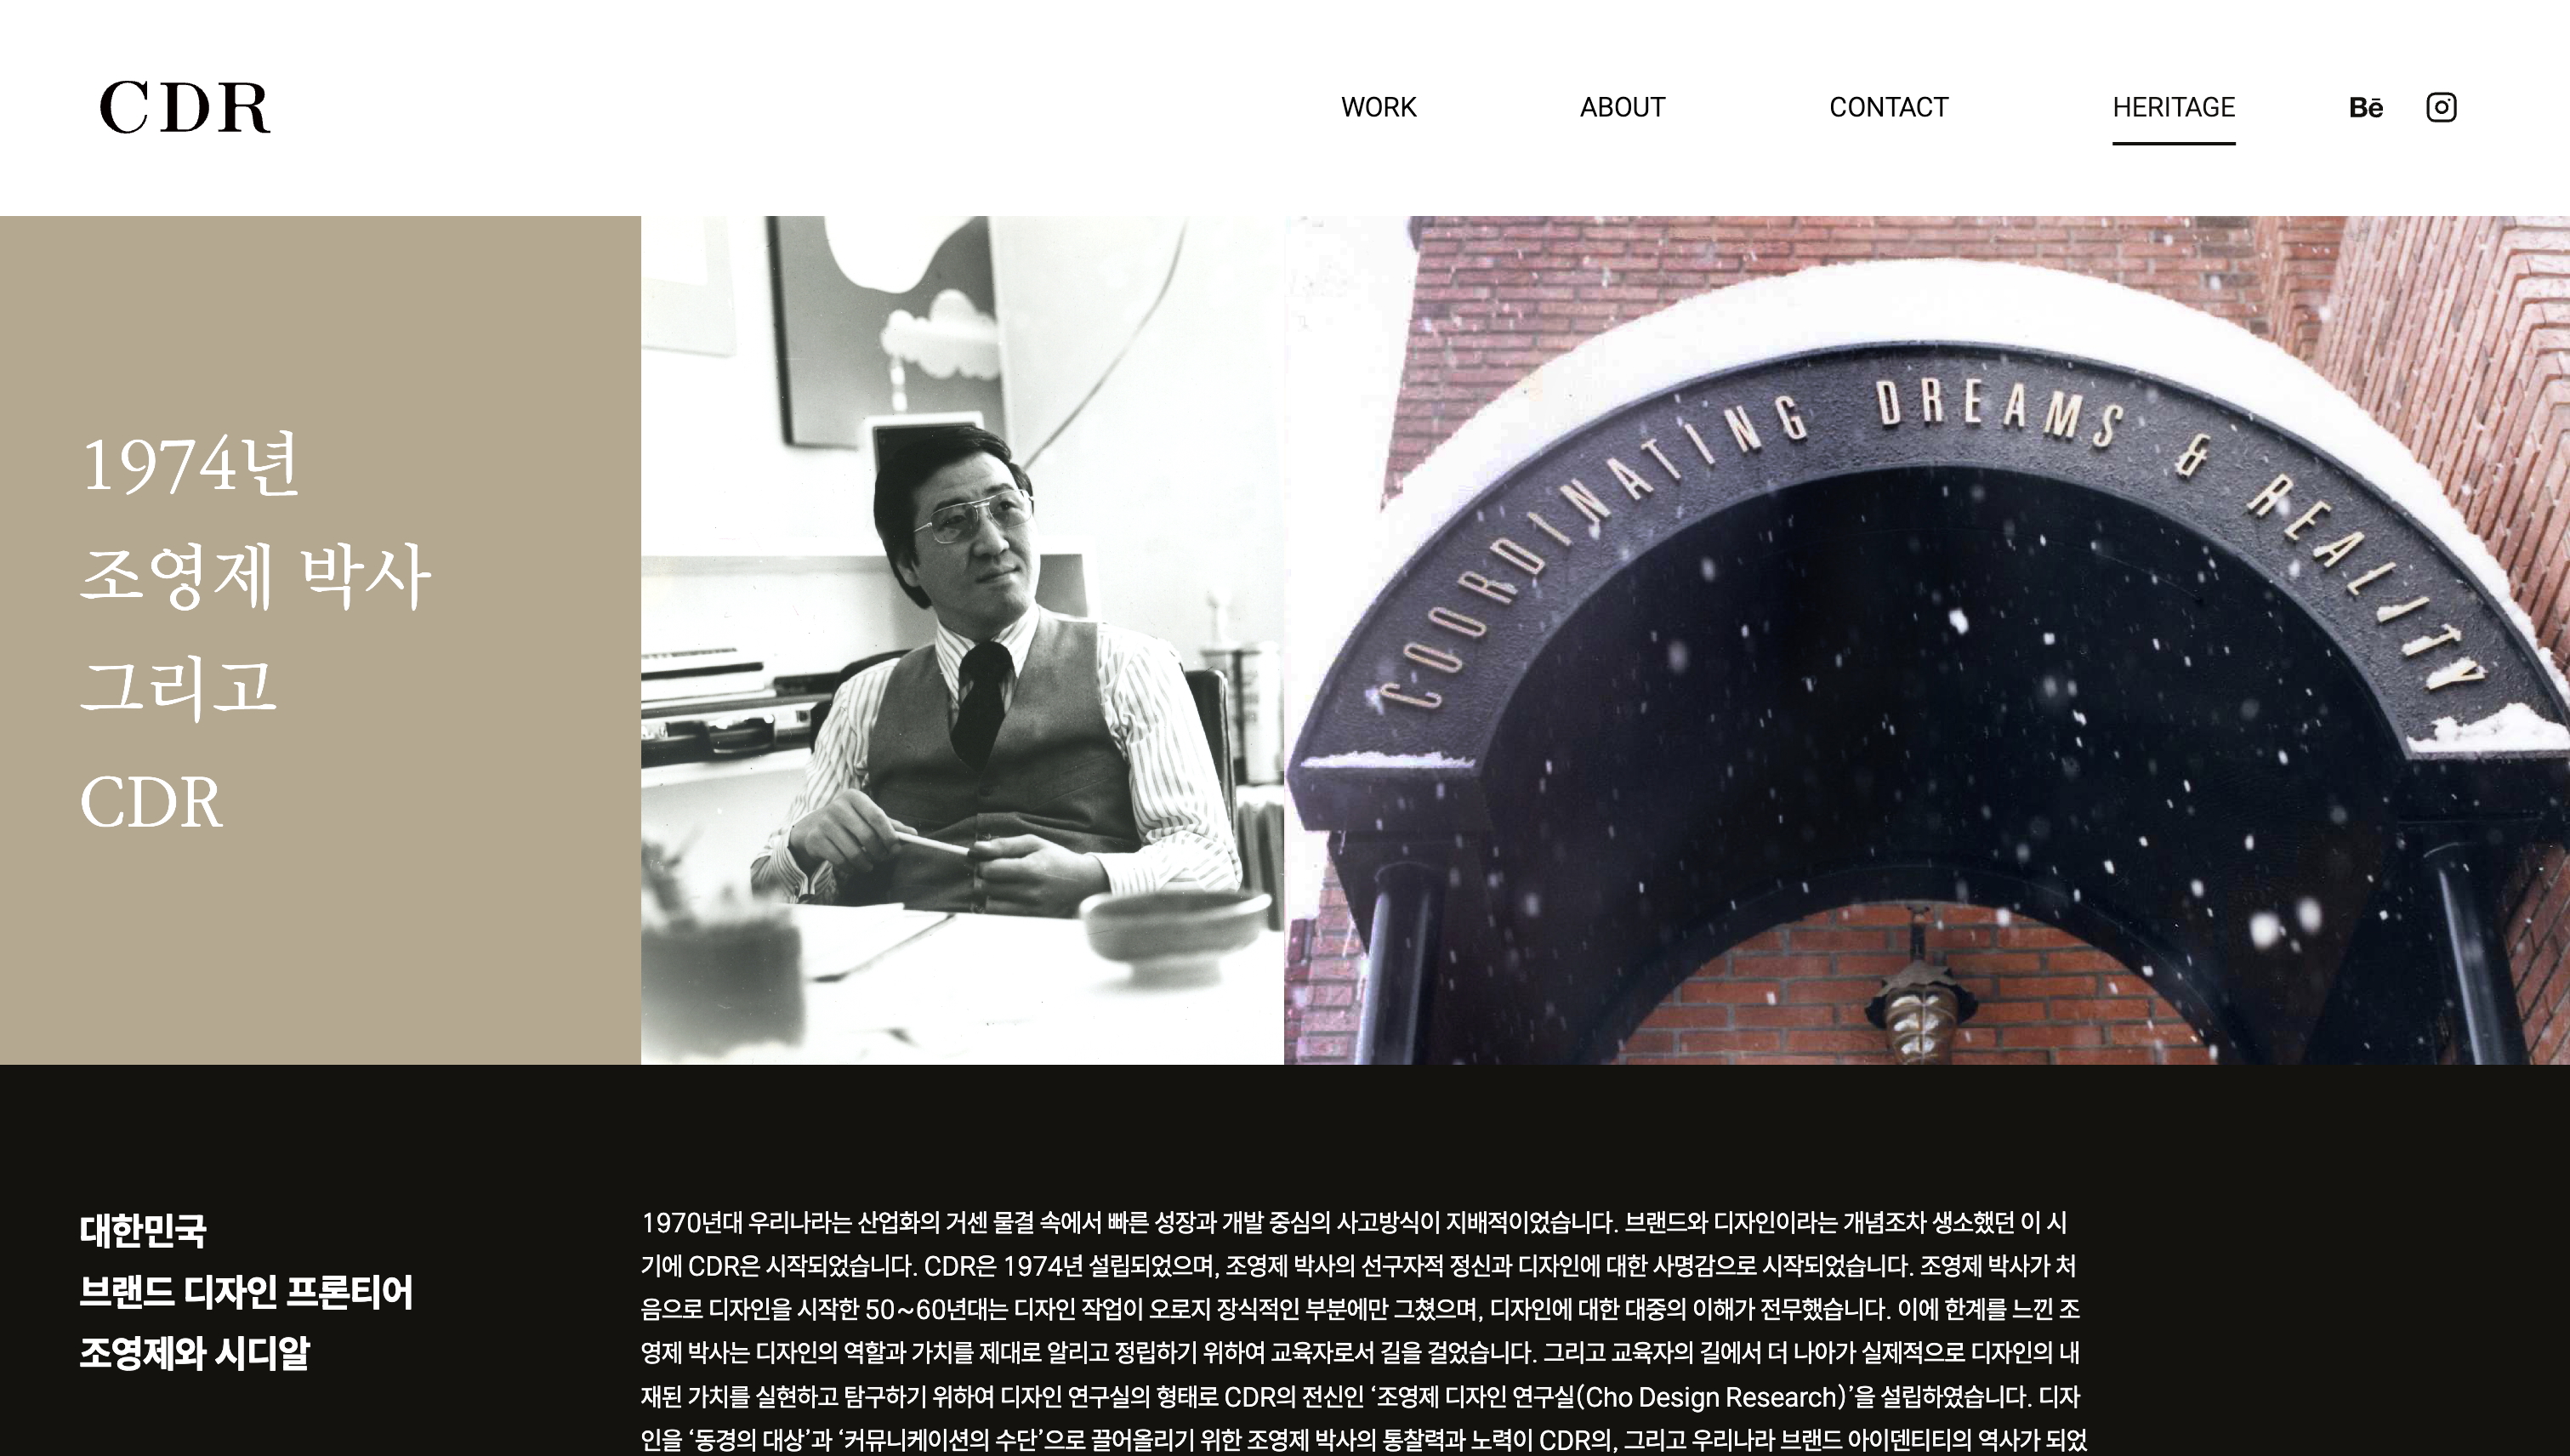 CDR
WORK
ABOUT
CONTACT
HERITAGE
Bē
1974년
조영제 박사
그리고
CDR
COORDINATING DREAMS & REALITY
대한민국
브랜드 디자인 프론티어
조영제와 시디알
1970년대 우리나라는 산업화의 거센 물결 속에서 빠른 성장과 개발 중심의 사고방식이 지배적이었습니다. 브랜드와 디자인이라는 개념조차 생소했던 이 시
기에 CDR은 시작되었습니다. CDR은 1974년 설립되었으며, 조영제 박사의 선구자적 정신과 디자인에 대한 사명감으로 시작되었습니다. 조영제 박사가 처
음으로 디자인을 시작한 50~60년대는 디자인 작업이 오로지 장식적인 부분에만 그쳤으며, 디자인에 대한 대중의 이해가 전무했습니다. 이에 한계를 느낀 조
영제 박사는 디자인의 역할과 가치를 제대로 알리고 정립하기 위하여 교육자로서 길을 걸었습니다. 그리고 교육자의 길에서 더 나아가 실제적으로 디자인의 내
재된 가치를 실현하고 탐구하기 위하여 디자인 연구실의 형태로 CDR의 전신인 ‘조영제 디자인 연구실(Cho Design Research)’을 설립하였습니다. 디자
인을 ‘동경의 대상’과 ‘커뮤니케이션의 수단’으로 끌어올리기 위한 조영제 박사의 통찰력과 노력이 CDR의, 그리고 우리나라 브랜드 아이덴티티의 역사가 되었